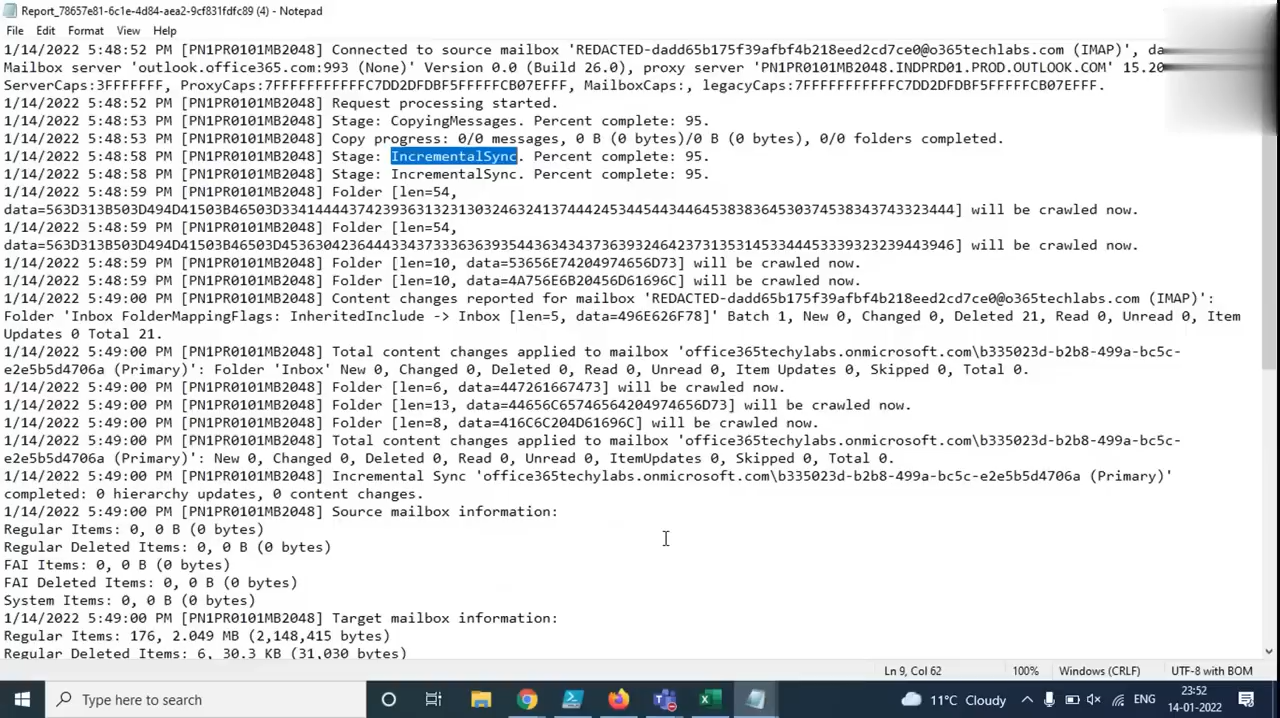 Report_78657e81-6c1e-4d84-aea2-9cf831fdfc89 (4) - Notepad
File Edit Format View Help
1/14/2022 5:48:52 PM [PN1PR0101MB2048] Connected to source mailbox 'REDACTED-dadd65b175f39afbf4b218eed2cd7ce0@o365techlabs.com (IMAP)', da
Mailbox server 'outlook.office365.com:993 (None)' Version 0.0 (Build 26.0), proxy server 'PN1PR0101MB2048.INDPRD01.PROD.OUTLOOK.COM' 15.20
ServerCaps:3FFFFFFF, ProxyCaps:7FFFFFFFFFFFC7DD2DFDBF5FFFFFCB07EFFF, MailboxCaps:, legacyCaps:7FFFFFFFFFFFC7DD2DFDBF5FFFFFCB07EFFF.
1/14/2022 5:48:52 PM [PN1PR0101MB2048] Request processing started.
1/14/2022 5:48:53 PM [PN1PR0101MB2048] Stage: CopyingMessages. Percent complete: 95.
1/14/2022 5:48:53 PM [PN1PR0101MB2048] Copy progress: 0/0 messages, 0 B (0 bytes)/0 B (0 bytes), 0/0 folders completed.
1/14/2022 5:48:58 PM [PN1PR0101MB2048] Stage: IncrementalSync. Percent complete: 95.
1/14/2022 5:48:58 PM [PN1PR0101MB2048] Stage: IncrementalSync. Percent complete: 95.
1/14/2022 5:48:59 PM [PN1PR0101MB2048] Folder [len=54,
data=563D313B503D494D41503B46503D33414444374239363132313032463241374442453445443446453838364530374538343743323444] will be crawled now.
1/14/2022 5:48:59 PM [PN1PR0101MB2048] Folder [len=54,
data=563D313B503D494D41503B46503D45363042364443343733363639354436343437363932464237313531453344453339323239443946] will be crawled now.
1/14/2022 5:48:59 PM [PN1PR0101MB2048] Folder [len=10, data=53656E74204974656D73] will be crawled now.
1/14/2022 5:48:59 PM [PN1PR0101MB2048] Folder [len=10, data=4A756E6B20456D61696C] will be crawled now.
1/14/2022 5:49:00 PM [PN1PR0101MB2048] Content changes reported for mailbox 'REDACTED-dadd65b175f39afbf4b218eed2cd7ce0@o365techlabs.com (IMAP)':
Folder 'Inbox FolderMappingFlags: InheritedInclude -> Inbox [len=5, data=496E626F78]' Batch 1, New 0, Changed 0, Deleted 21, Read 0, Unread 0, Item
Updates 0 Total 21.
1/14/2022 5:49:00 PM [PN1PR0101MB2048] Total content changes applied to mailbox 'office365techylabs.onmicrosoft.com\b335023d-b2b8-499a-bc5c-
e2e5b5d4706a (Primary)': Folder 'Inbox' New 0, Changed 0, Deleted 0, Read 0, Unread 0, Item Updates 0, Skipped 0, Total 0.
1/14/2022 5:49:00 PM [PN1PR0101MB2048] Folder [len=6, data=447261667473] will be crawled now.
1/14/2022 5:49:00 PM [PN1PR0101MB2048] Folder [len=13, data=44656C65746564204974656D73] will be crawled now.
1/14/2022 5:49:00 PM [PN1PR0101MB2048] Folder [len=8, data=416C6C204D61696C] will be crawled now.
1/14/2022 5:49:00 PM [PN1PR0101MB2048] Total content changes applied to mailbox 'office365techylabs.onmicrosoft.com\b335023d-b2b8-499a-bc5c-
e2e5b5d4706a (Primary)': New 0, Changed 0, Deleted 0, Read 0, Unread 0, ItemUpdates 0, Skipped 0, Total 0.
1/14/2022 5:49:00 PM [PN1PR0101MB2048] Incremental Sync 'office365techylabs.onmicrosoft.com\b335023d-b2b8-499a-bc5c-e2e5b5d4706a (Primary)'
completed: 0 hierarchy updates, 0 content changes.
1/14/2022 5:49:00 PM [PN1PR0101MB2048] Source mailbox information:
Regular Items: 0, 0 B (0 bytes)
Regular Deleted Items: 0, 0 B (0 bytes)
FAI Items: 0, 0 B (0 bytes)
FAI Deleted Items: 0, 0 B (0 bytes)
System Items: 0, 0 B (0 bytes)
1/14/2022 5:49:00 PM [PN1PR0101MB2048] Target mailbox information:
Regular Items: 176, 2.049 MB (2,148,415 bytes)
Regular Deleted Items: 6, 30.3 KB (31,030 bytes)
Ln 9, Col 62 100% Windows (CRLF) UTF-8 with BOM
Type here to search 11°C Cloudy ENG 23:52
14-01-2022